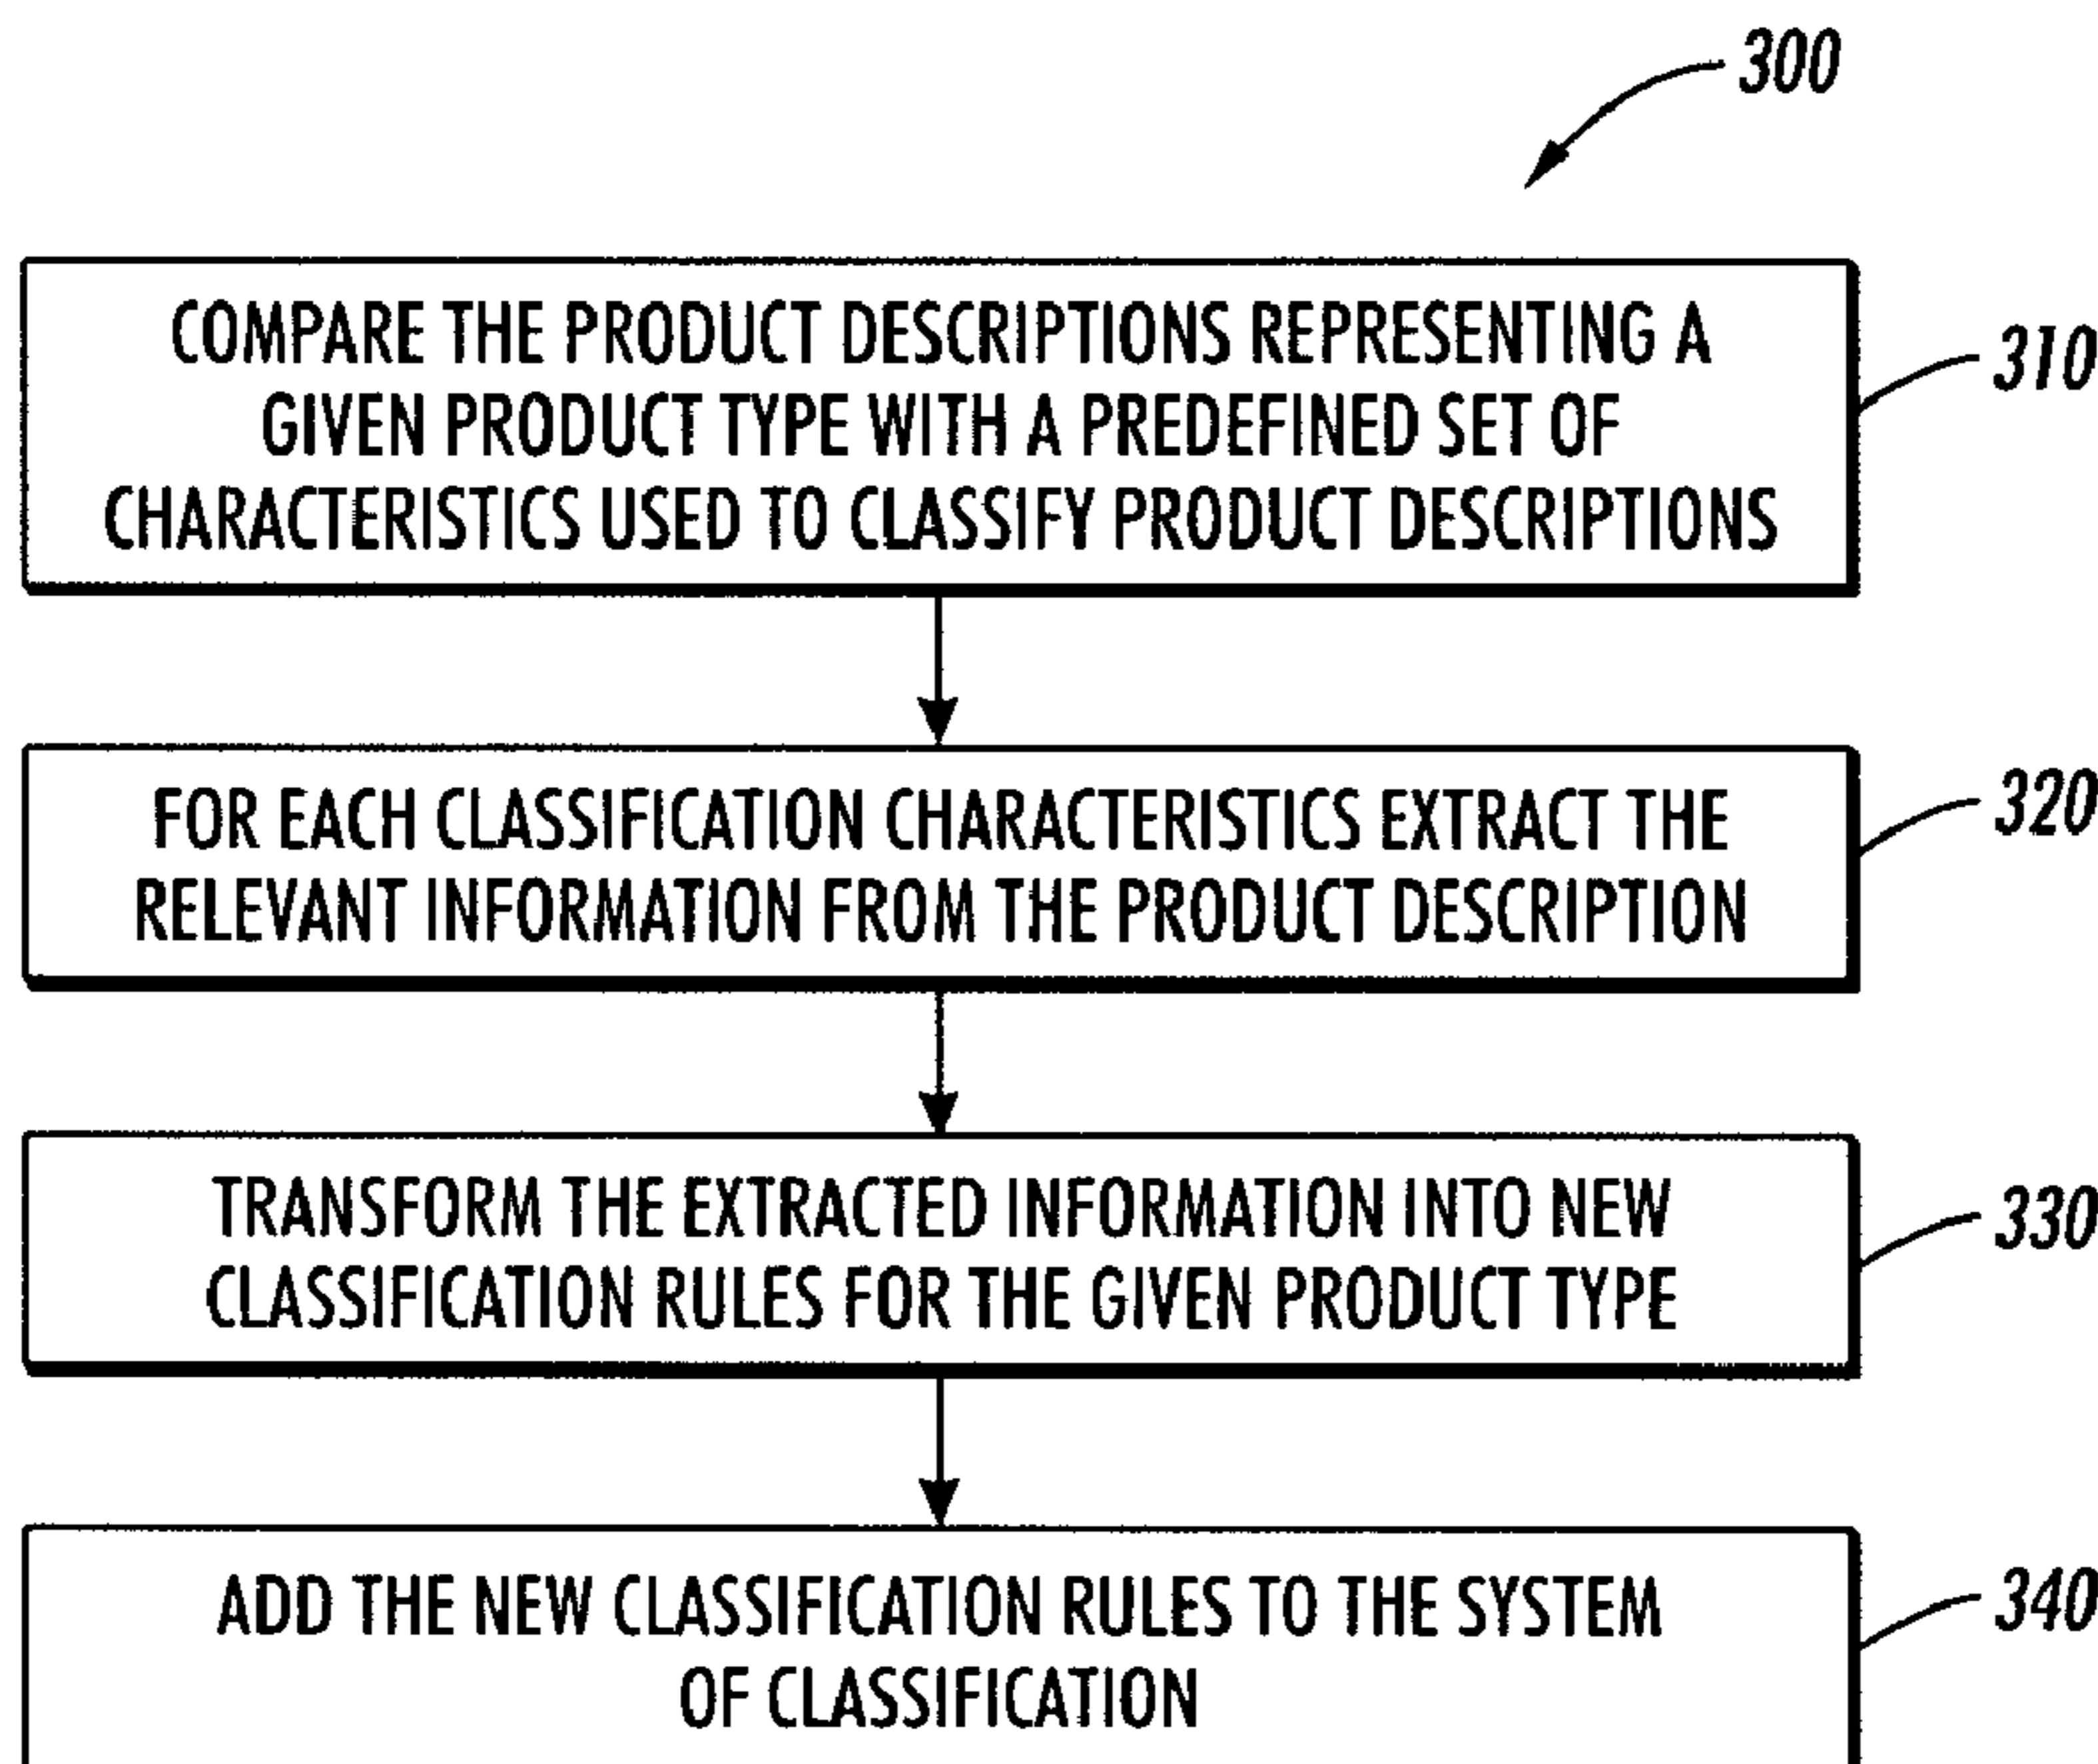 300
COMPARE THE PRODUCT DESCRIPTIONS REPRESENTING A
GIVEN PRODUCT TYPE WITH A PREDEFINED SET OF
CHARACTERISTICS USED TO CLASSIFY PRODUCT DESCRIPTIONS
310
FOR EACH CLASSIFICATION CHARACTERISTICS EXTRACT THE
RELEVANT INFORMATION FROM THE PRODUCT DESCRIPTION
320
TRANSFORM THE EXTRACTED INFORMATION INTO NEW
CLASSIFICATION RULES FOR THE GIVEN PRODUCT TYPE
330
ADD THE NEW CLASSIFICATION RULES TO THE SYSTEM
OF CLASSIFICATION
340